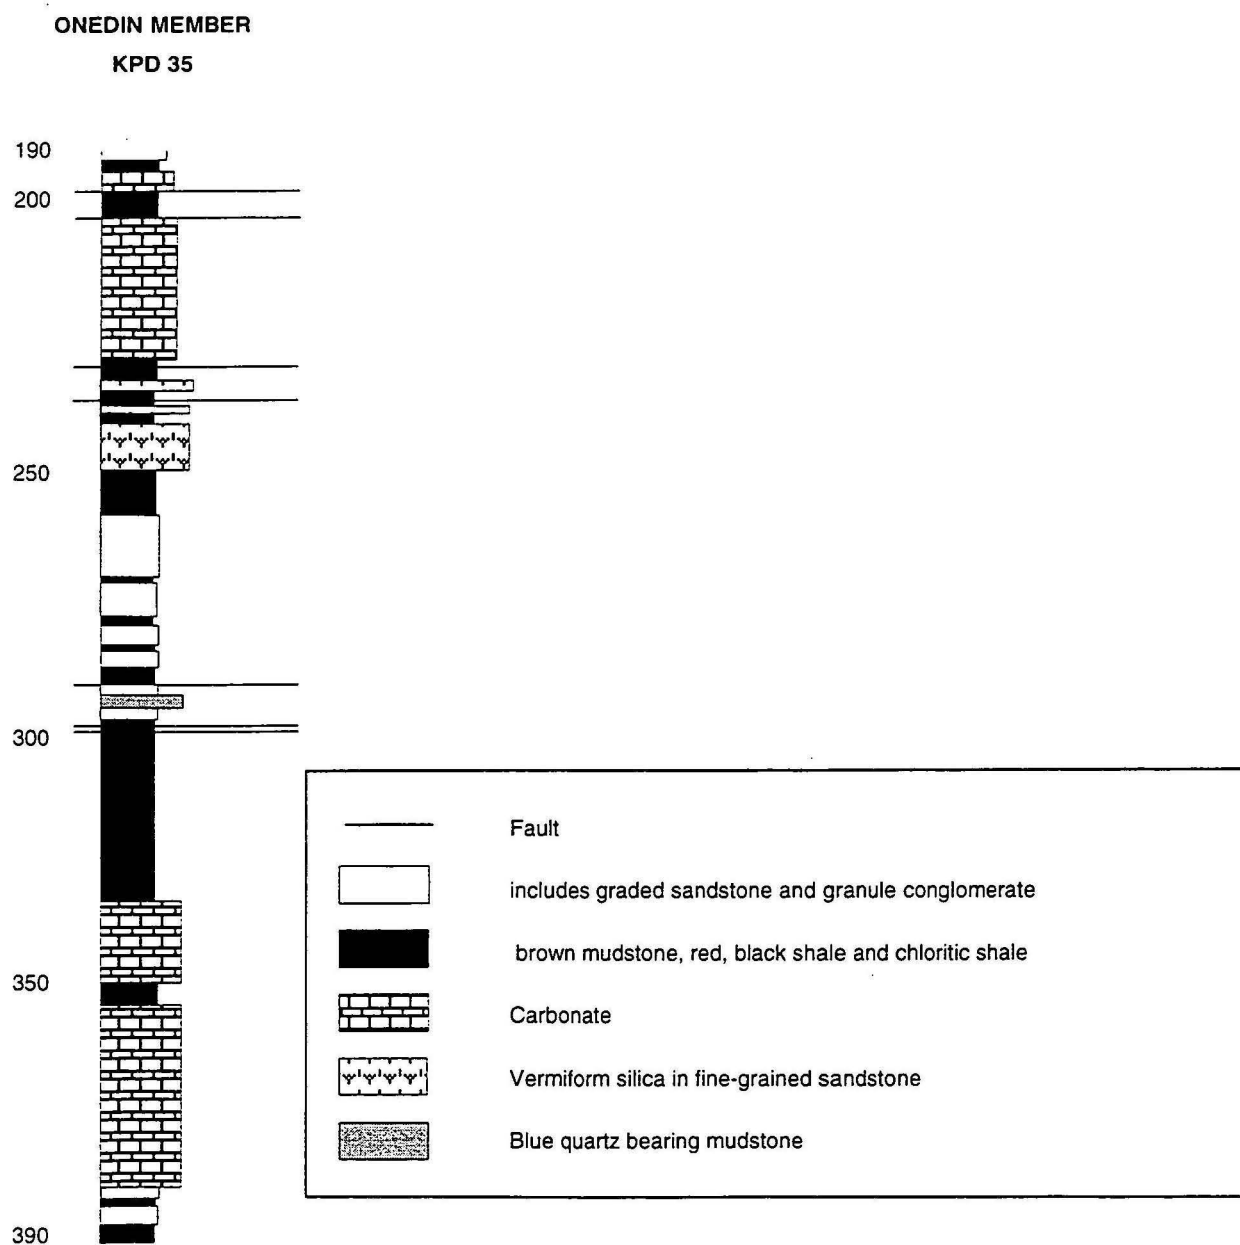 ONEDIN MEMBER
KPD 35
190
200
250
300
350
390
Fault
includes graded sandstone and granule conglomerate
brown mudstone, red, black shale and chloritic shale
Carbonate
Vermiform silica in fine-grained sandstone
Blue quartz bearing mudstone